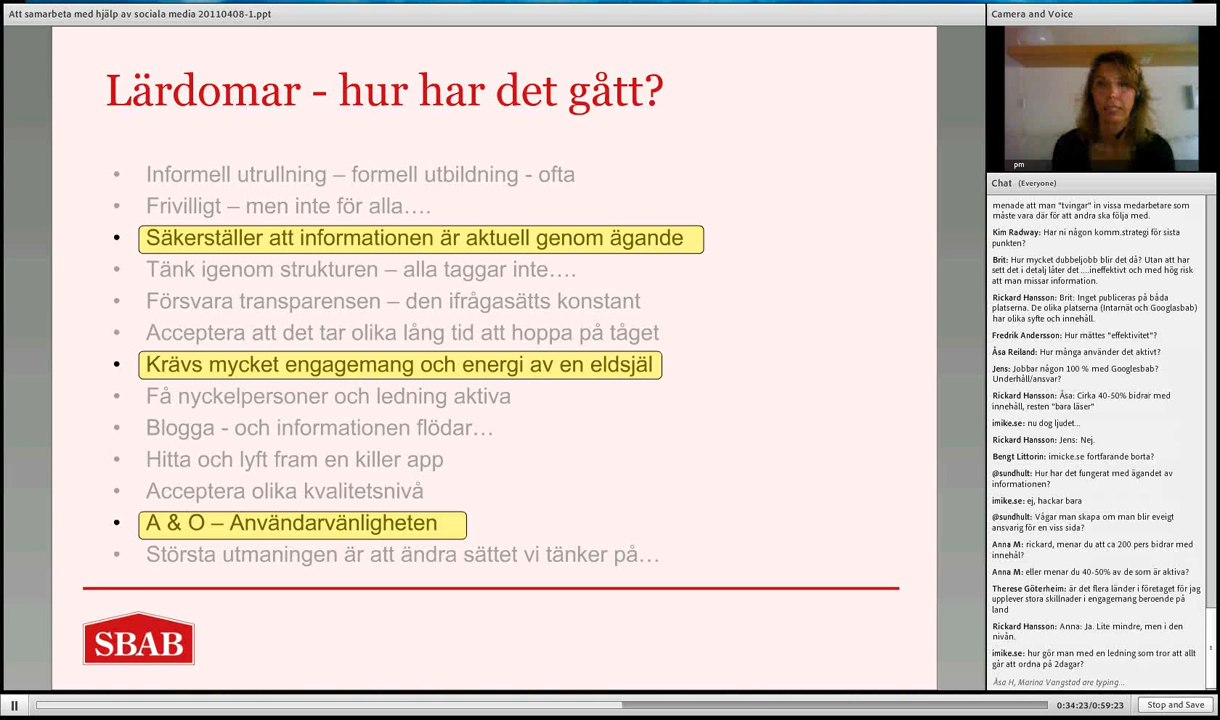 Att samarbeta med hjälp av sociala media 20110408-1.ppt
Lärdomar - hur har det gått?
• Informell utrullning – formell utbildning - ofta
• Frivilligt – men inte för alla….
• Säkerställer att informationen är aktuell genom ägande
• Tänk igenom strukturen – alla taggar inte….
• Försvara transparensen – den ifrågasätts konstant
• Acceptera att det tar olika lång tid att hoppa på tåget
• Krävs mycket engagemang och energi av en eldsjäl
• Få nyckelpersoner och ledning aktiva
• Blogga - och informationen flödar…
• Hitta och lyft fram en killer app
• Acceptera olika kvalitetsnivå
• A & O – Användarvänligheten
• Största utmaningen är att ändra sättet vi tänker på…
SBAB
Camera and Voice
pm
Chat (Everyone)
menade att man "tvingar" in vissa medarbetare som
måste vara där för att andra ska följa med.
Kim Radway: Har ni någon komm.strategi för sista
punkten?
Brit: Hur mycket dubbeljobb blir det då? Utan att har
sett det i detalj låter det ....ineffektivt och med hög risk
att man missar information.
Rickard Hansson: Brit: Inget publiceras på båda
platserna. De olika platserna (Intarnät och Googlasbab)
har olika syfte och innehåll.
Fredrik Andersson: Hur mättes "effektivitet"?
Åsa Reiland: Hur många använder det aktivt?
Jens: Jobbar någon 100 % med Googlesbab?
Underhåll/ansvar?
Rickard Hansson: Åsa: Cirka 40-50% bidrar med
innehåll, resten "bara läser"
imike.se: nu dog ljudet...
Rickard Hansson: Jens: Nej.
Bengt Littorin: imicke.se fortfarande borta?
@sundhult: Hur har det fungerat med ägandet av
informationen?
imike.se: ej, hackar bara
@sundhult: Vågar man skapa om man blir eveigt
ansvarig för en viss sida?
Anna M: rickard, menar du att ca 200 pers bidrar med
innehål?
Anna M: eller menar du 40-50% av de som är aktiva?
Therese Göterheim: är det flera länder i företaget för jag
upplever stora skillnader i engagemang beroende på
land
Rickard Hansson: Anna: Ja. Lite mindre, men i den
nivån.
imike.se: hur gör man med en ledning som tror att allt
går att ordna på 2dagar?
Åsa H, Marina Vangstad are typing...
0:34:23/0:59:23
Stop and Save